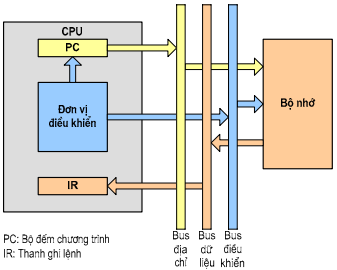 CPU
PC
Đơn vị
điều khiển
IR
Bộ nhớ
PC: Bộ đếm chương trình
IR: Thanh ghi lệnh
Bus
địa
chỉ
Bus
dữ
liệu
Bus
điều
khiển